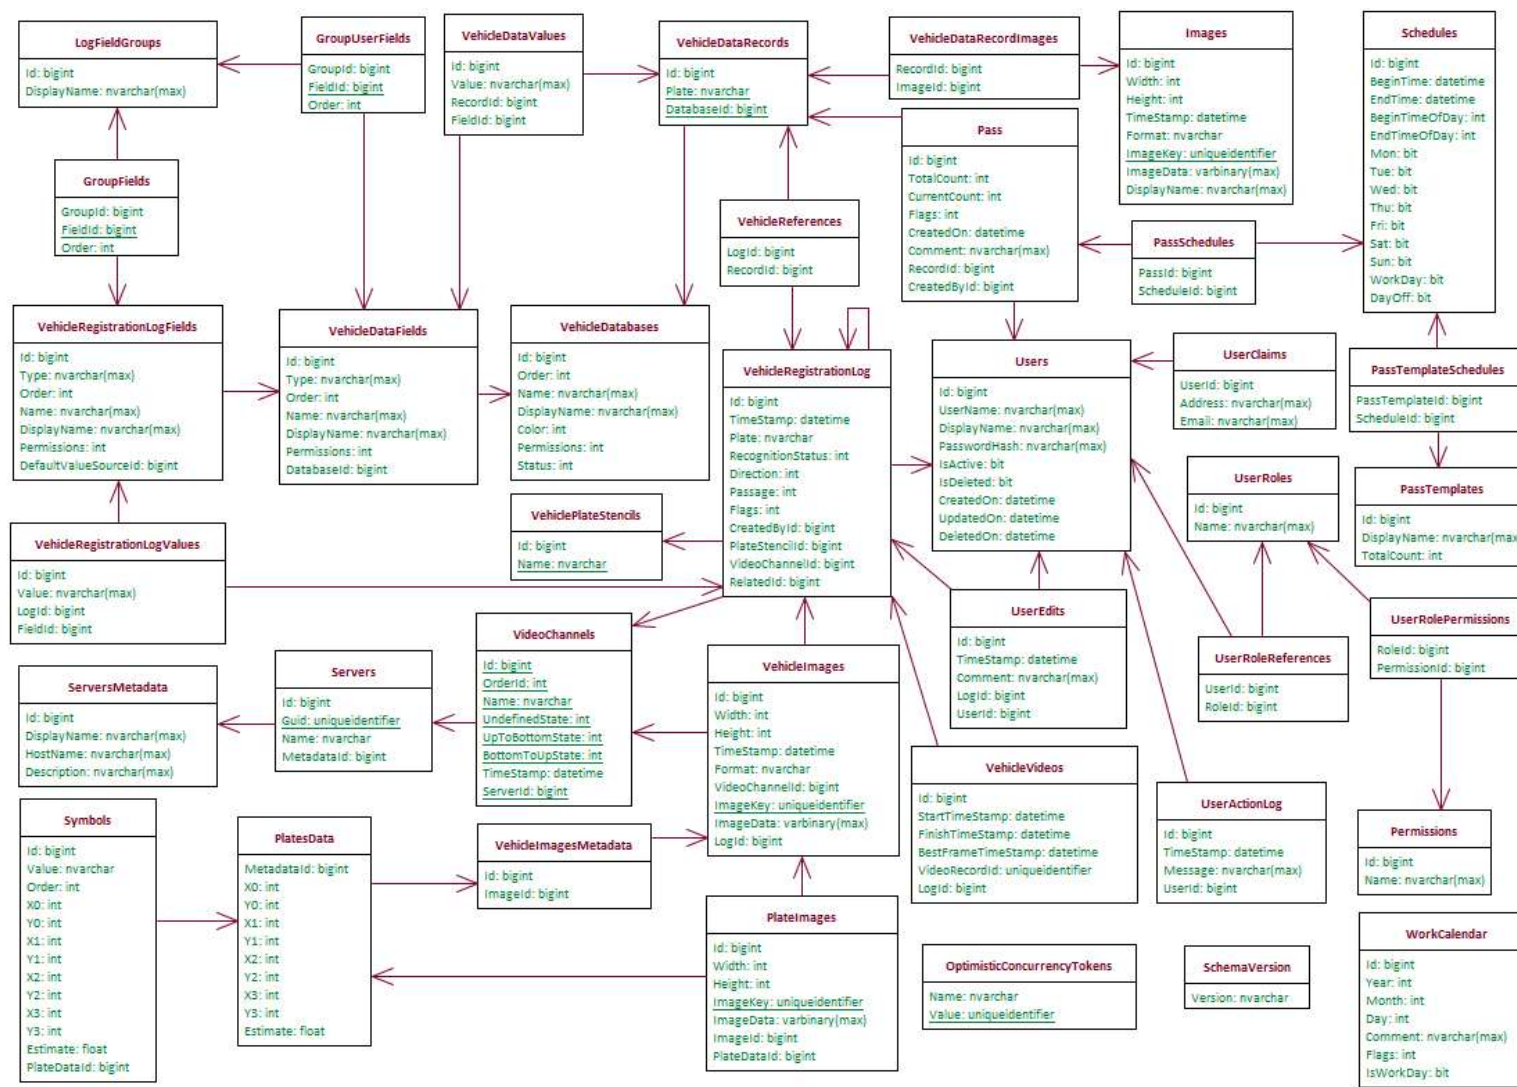 LogFieldGroups
Id: bigint
DisplayName: nvarchar(max)
GroupUserFields
GroupId: bigint
FieldId: bigint
Order: int
VehicleDataValues
Id: bigint
Value: nvarchar(max)
RecordId: bigint
FieldId: bigint
VehicleDataRecords
Id: bigint
Plate: nvarchar
DatabaseId: bigint
VehicleDataRecordImages
RecordId: bigint
ImageId: bigint
Images
Id: bigint
Width: int
Height: int
TimeStamp: datetime
Format: nvarchar
ImageKey: uniqueidentifier
ImageData: varbinary(max)
DisplayName: nvarchar(max)
Schedules
Id: bigint
BeginTime: datetime
EndTime: datetime
BeginTimeOfDay: int
EndTimeOfDay: int
Mon: bit
Tue: bit
Wed: bit
Thu: bit
Fri: bit
Sat: bit
Sun: bit
WorkDay: bit
DayOff: bit
GroupFields
GroupId: bigint
FieldId: bigint
Order: int
VehicleReferences
LogId: bigint
RecordId: bigint
Pass
Id: bigint
TotalCount: int
CurrentCount: int
Flags: int
CreatedOn: datetime
Comment: nvarchar(max)
RecordId: bigint
CreatedById: bigint
PassSchedules
PassId: bigint
ScheduleId: bigint
VehicleRegistrationLogFields
Id: bigint
Type: nvarchar(max)
Order: int
Name: nvarchar(max)
DisplayName: nvarchar(max)
Permissions: int
DefaultValueSourceId: bigint
VehicleDataFields
Id: bigint
Type: nvarchar(max)
Order: int
Name: nvarchar(max)
DisplayName: nvarchar(max)
Permissions: int
DatabaseId: bigint
VehicleDatabases
Id: bigint
Order: int
Name: nvarchar(max)
DisplayName: nvarchar(max)
Color: int
Permissions: int
Status: int
VehicleRegistrationLog
Id: bigint
TimeStamp: datetime
Plate: nvarchar
RecognitionStatus: int
Direction: int
Passage: int
Flags: int
CreatedById: bigint
PlateStencilId: bigint
VideoChannelId: bigint
RelatedId: bigint
Users
Id: bigint
UserName: nvarchar(max)
DisplayName: nvarchar(max)
PasswordHash: nvarchar(max)
IsActive: bit
IsDeleted: bit
CreatedOn: datetime
UpdatedOn: datetime
DeletedOn: datetime
UserClaims
UserId: bigint
Address: nvarchar(max)
Email: nvarchar(max)
PassTemplateSchedules
PassTemplateId: bigint
ScheduleId: bigint
UserRoles
Id: bigint
Name: nvarchar(max)
PassTemplates
Id: bigint
DisplayName: nvarchar(max
TotalCount: int
VehiclePlateStencils
Id: bigint
Name: nvarchar
VehicleRegistrationLogValues
Id: bigint
Value: nvarchar(max)
LogId: bigint
FieldId: bigint
UserEdits
Id: bigint
TimeStamp: datetime
Comment: nvarchar(max)
LogId: bigint
UserId: bigint
UserRolePermissions
RoleId: bigint
PermissionId: bigint
UserRoleReferences
UserId: bigint
RoleId: bigint
ServersMetadata
Id: bigint
DisplayName: nvarchar(max)
HostName: nvarchar(max)
Description: nvarchar(max)
Servers
Id: bigint
Guid: uniqueidentifier
Name: nvarchar
MetadataId: bigint
VideoChannels
Id: bigint
OrderId: int
Name: nvarchar
UndefinedState: int
UpToBottomState: int
BottomToUpState: int
TimeStamp: datetime
ServerId: bigint
VehicleImages
Id: bigint
Width: int
Height: int
TimeStamp: datetime
Format: nvarchar
VideoChannelId: bigint
ImageKey: uniqueidentifier
ImageData: varbinary(max)
LogId: bigint
VehicleVideos
Id: bigint
StartTimeStamp: datetime
FinishTimeStamp: datetime
BestFrameTimeStamp: datetime
VideoRecordId: uniqueidentifier
LogId: bigint
UserActionLog
Id: bigint
TimeStamp: datetime
Message: nvarchar(max)
UserId: bigint
Permissions
Id: bigint
Name: nvarchar(max)
Symbols
Id: bigint
Value: nvarchar
Order: int
X0: int
Y0: int
X1: int
Y1: int
X2: int
Y2: int
X3: int
Y3: int
Estimate: float
PlateDataId: bigint
PlatesData
MetadataId: bigint
X0: int
Y0: int
X1: int
Y1: int
X2: int
Y2: int
X3: int
Y3: int
Estimate: float
VehicleImagesMetadata
Id: bigint
ImageId: bigint
PlateImages
Id: bigint
Width: int
Height: int
ImageKey: uniqueidentifier
ImageData: varbinary(max)
ImageId: bigint
PlateDataId: bigint
OptimisticConcurrencyTokens
Name: nvarchar
Value: uniqueidentifier
SchemaVersion
Version: nvarchar
WorkCalendar
Id: bigint
Year: int
Month: int
Day: int
Comment: nvarchar(max)
Flags: int
IsWorkDay: bit